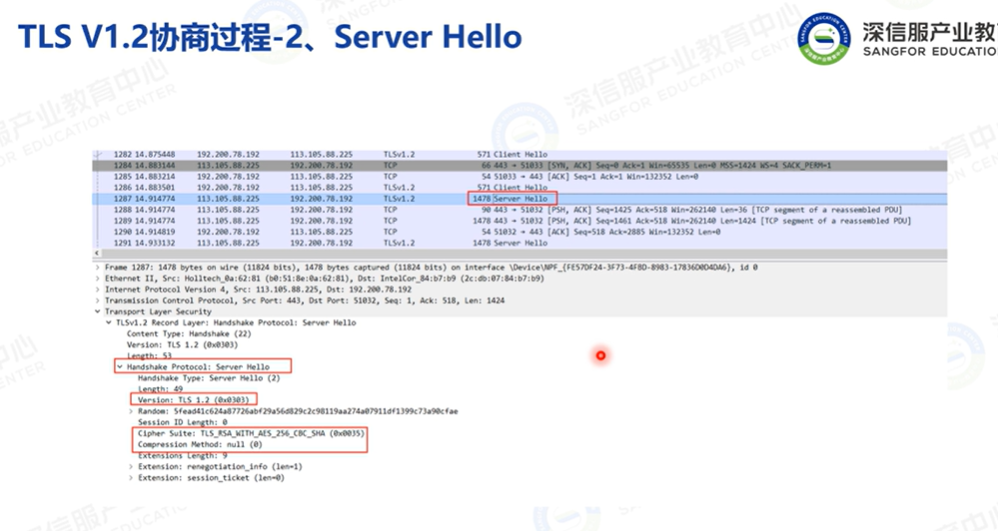 TLS V1.2协商过程-2、Server Hello
深信服产业教育中心
SANGFOR EDUCATION
1282 14.875448 192.200.78.192 113.105.88.225 TLSv1.2 571 Client Hello
1284 14.883144 113.105.88.225 192.200.78.192 TCP 66 443 → 51033 [SYN, ACK] Seq=0 Ack=1 Win=65535 Len=0 MSS=1424 WS=4 SACK_PERM=1
1285 14.883214 192.200.78.192 113.105.88.225 TCP 54 51033 → 443 [ACK] Seq=1 Ack=1 Win=132352 Len=0
1286 14.883501 192.200.78.192 113.105.88.225 TLSv1.2 571 Client Hello
1287 14.914774 113.105.88.225 192.200.78.192 TLSv1.2 1478 Server Hello
1288 14.914774 113.105.88.225 192.200.78.192 TCP 90 443 → 51032 [PSH, ACK] Seq=1425 Ack=518 Win=262140 Len=36 [TCP segment of a reassembled PDU]
1289 14.914774 113.105.88.225 192.200.78.192 TCP 1478 443 → 51032 [PSH, ACK] Seq=1461 Ack=518 Win=262140 Len=1424 [TCP segment of a reassembled PDU]
1290 14.914819 192.200.78.192 113.105.88.225 TCP 54 51032 → 443 [ACK] Seq=518 Ack=2885 Win=132352 Len=0
1291 14.933132 113.105.88.225 192.200.78.192 TLSv1.2 1478 Server Hello
Frame 1287: 1478 bytes on wire (11824 bits), 1478 bytes captured (11824 bits) on interface \Device\NPF_{FE57DF24-3F73-4F8D-8983-17836D0D4DA6}, id 0
Ethernet II, Src: Holltech_0a:62:81 (b0:51:8e:0a:62:81), Dst: IntelCor_84:b7:b9 (2c:db:07:84:b7:b9)
Internet Protocol Version 4, Src: 113.105.88.225, Dst: 192.200.78.192
Transmission Control Protocol, Src Port: 443, Dst Port: 51032, Seq: 1, Ack: 518, Len: 1424
Transport Layer Security
TLSv1.2 Record Layer: Handshake Protocol: Server Hello
Content Type: Handshake (22)
Version: TLS 1.2 (0x0303)
Length: 53
Handshake Protocol: Server Hello
Handshake Type: Server Hello (2)
Length: 49
Version: TLS 1.2 (0x0303)
Random: 5fead41c624a87726abf29a56d829c2c98119aa274a07911df1399c73a90cfae
Session ID Length: 0
Cipher Suite: TLS_RSA_WITH_AES_256_CBC_SHA (0x0035)
Compression Method: null (0)
Extensions Length: 9
Extension: renegotiation_info (len=1)
Extension: session_ticket (len=0)